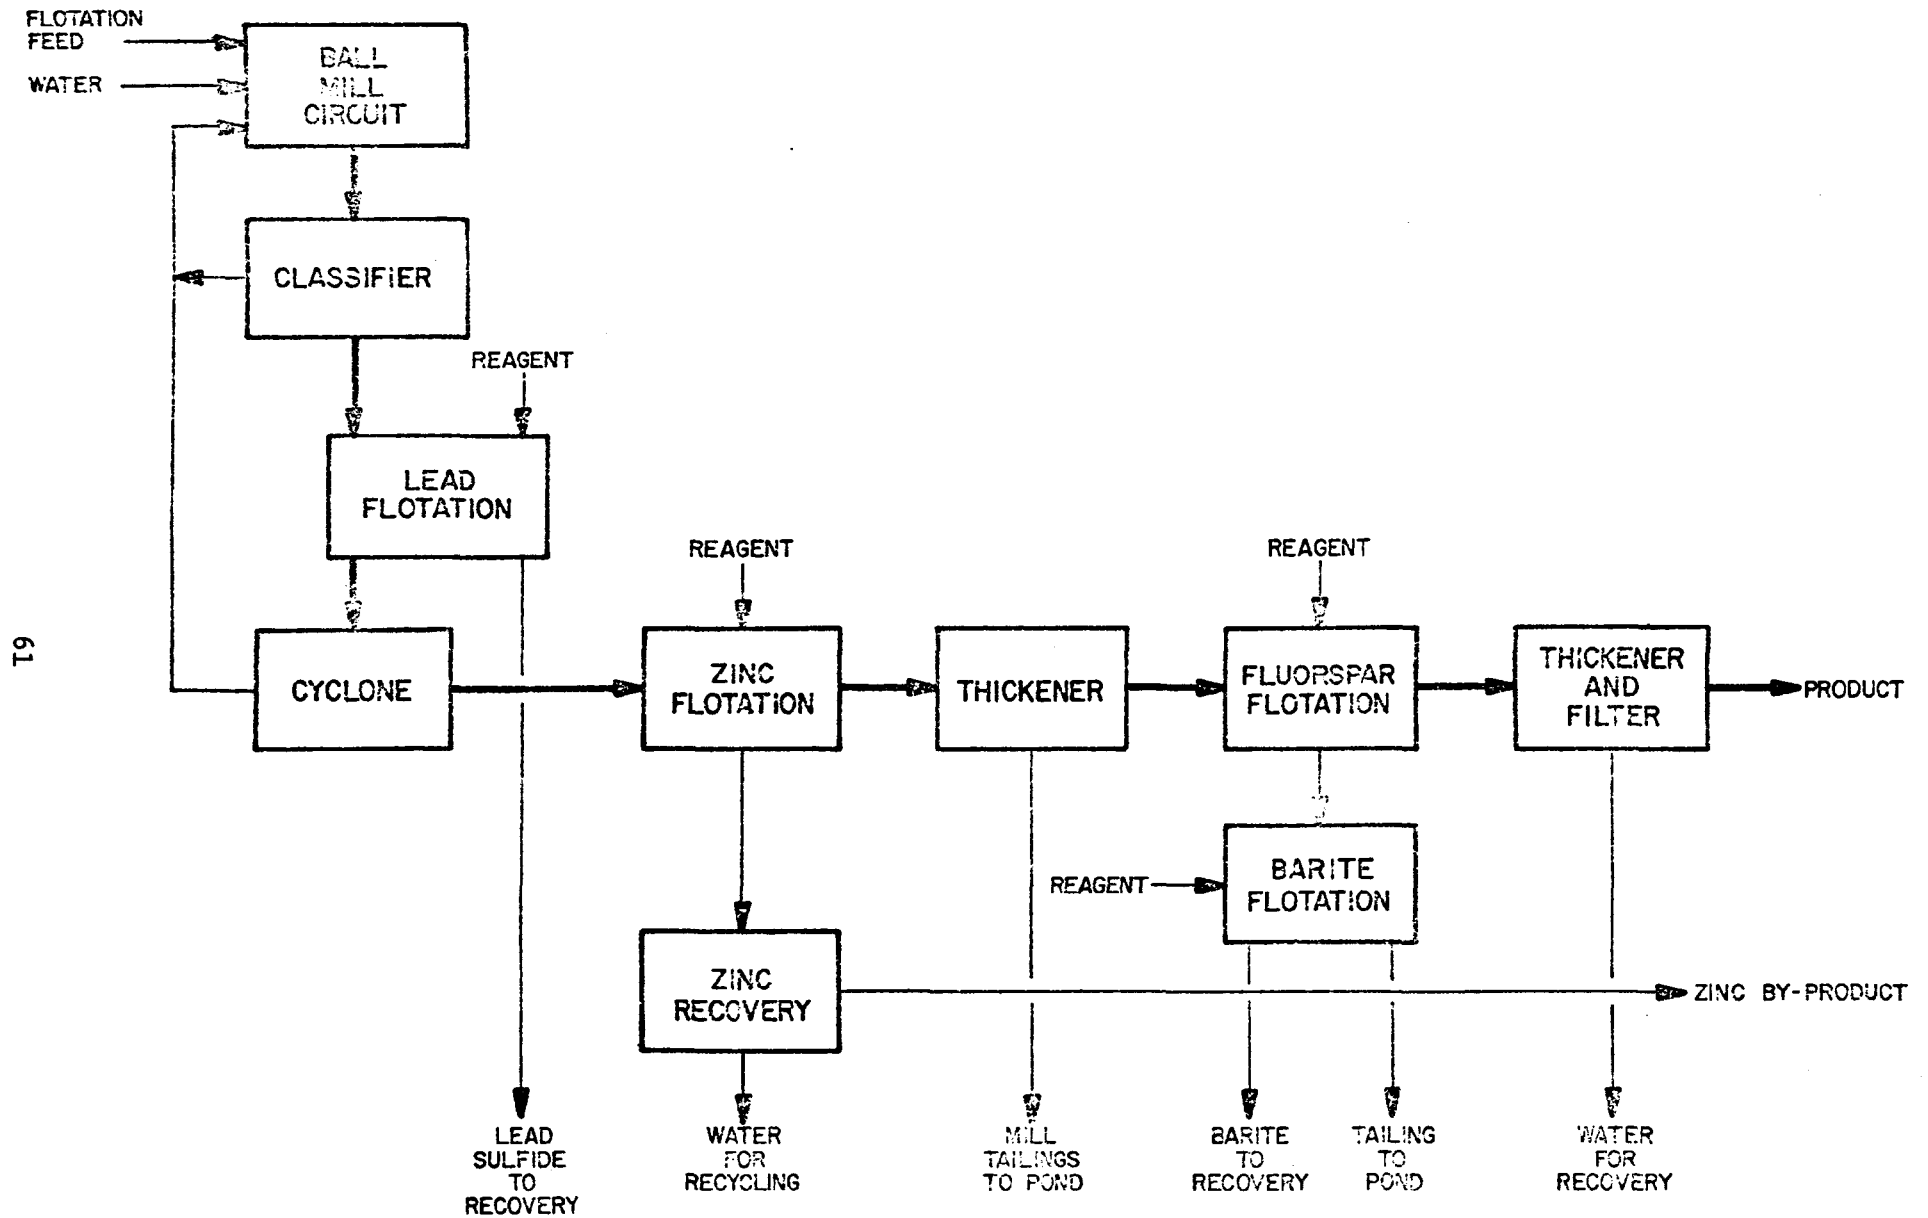 FLOTATION
FEED
WATER
BALL
MILL
CIRCUIT
CLASSIFIER
REAGENT
LEAD
FLOTATION
REAGENT
REAGENT
CYCLONE
ZINC
FLOTATION
THICKENER
FLUORSPAR
FLOTATION
THICKENER
AND
FILTER
PRODUCT
61
REAGENT
BARITE
FLOTATION
ZINC
RECOVERY
ZINC BY-PRODUCT
LEAD
SULFIDE
TO
RECOVERY
WATER
FOR
RECYCLING
MILL
TAILINGS
TO POND
BARITE
TO
RECOVERY
TAILING
TO
POND
WATER
FOR
RECOVERY